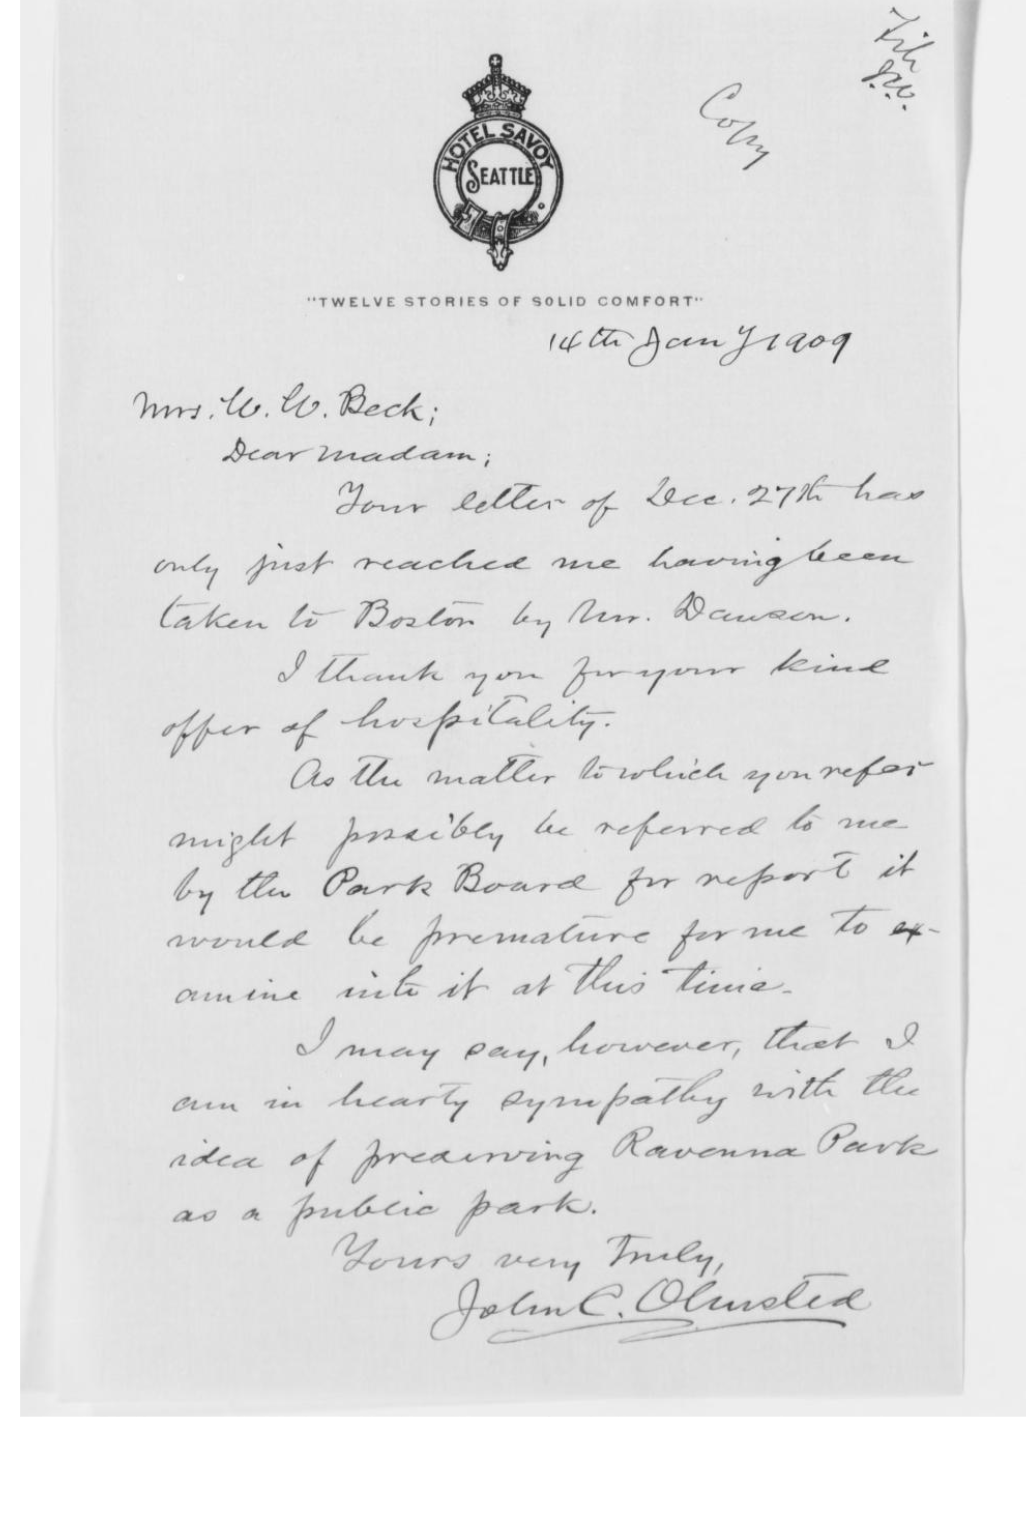 File
J.W.
Copy
HOTEL SAVOY
SEATTLE
"TWELVE STORIES OF SOLID COMFORT"
14th Jan'y 1909
Mrs. W. W. Beck;
Dear Madam;
Your letter of Dec. 27th has
only just reached me having been
taken to Boston by Mr. Dawson.
I thank you for your kind
offer of hospitality.
As the matter to which you refer
might possibly be referred to me
by the Park Board for report it
would be premature for me to ex-
amine into it at this time.
I may say, however, that I
am in hearty sympathy with the
idea of preserving Ravenna Park
as a public park.
Yours very truly,
John C. Olmsted